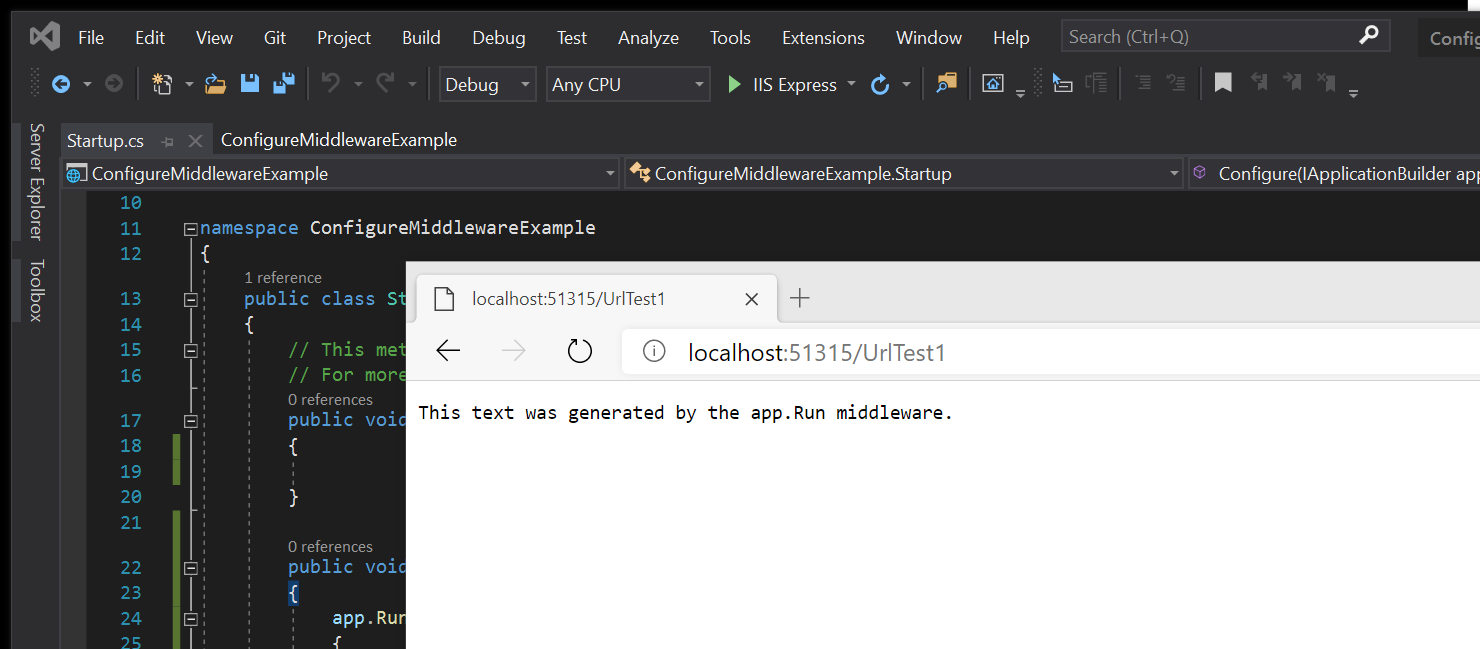 File Edit View Git Project Build Debug Test Analyze Tools Extensions Window Help Search (Ctrl+Q) Config
Debug Any CPU IIS Express
Server Explorer
Toolbox
Startup.cs ConfigureMiddlewareExample
ConfigureMiddlewareExample ConfigureMiddlewareExample.Startup Configure(IApplicationBuilder app
10
11 namespace ConfigureMiddlewareExample
12 {
1 reference
13 public class St
14 {
15 // This met
16 // For more
0 references
17 public void
18 {
19
20 }
21
0 references
22 public void
23 {
24 app.Run
25 {
localhost:51315/UrlTest1
localhost:51315/UrlTest1
This text was generated by the app.Run middleware.